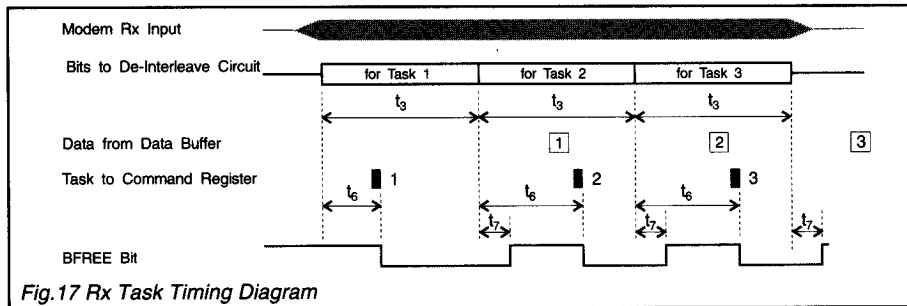 Modem Rx Input
Bits to De-Interleave Circuit
for Task 1 for Task 2 for Task 3
t3 t3 t3
Data from Data Buffer
1 2 3
Task to Command Register
1 2 3
t6 t6 t6
t7 t7 t7
BFREE Bit
Fig.17 Rx Task Timing Diagram